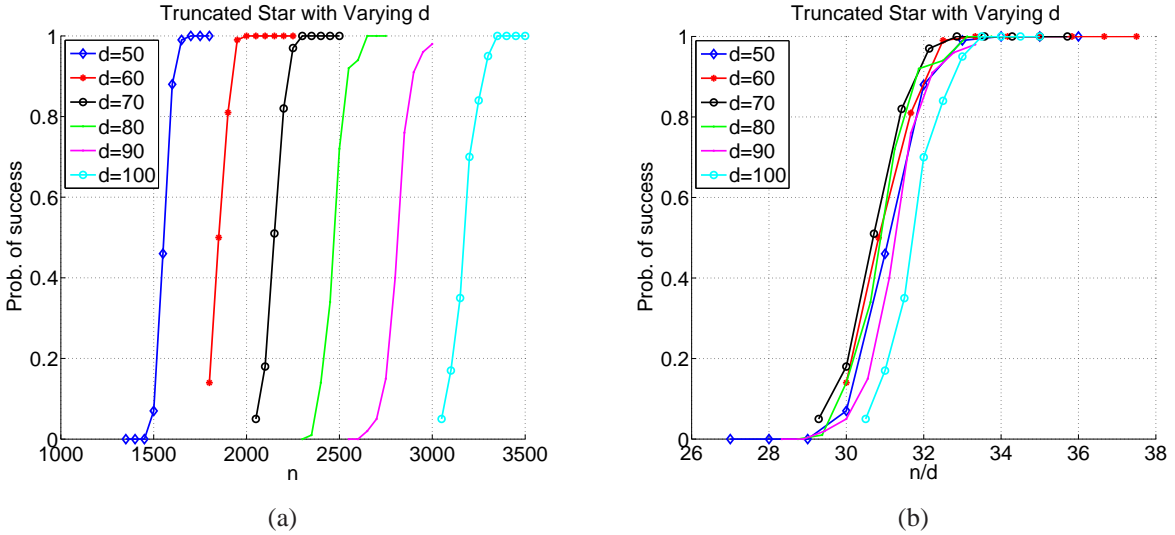 Truncated Star with Varying d
1
0.8
0.6
0.4
0.2
0
Prob. of success
d=50
d=60
d=70
d=80
d=90
d=100
1000 1500 2000 2500 3000 3500
n
(a)
Truncated Star with Varying d
1
0.8
0.6
0.4
0.2
0
Prob. of success
d=50
d=60
d=70
d=80
d=90
d=100
26 28 30 32 34 36 38
n/d
(b)